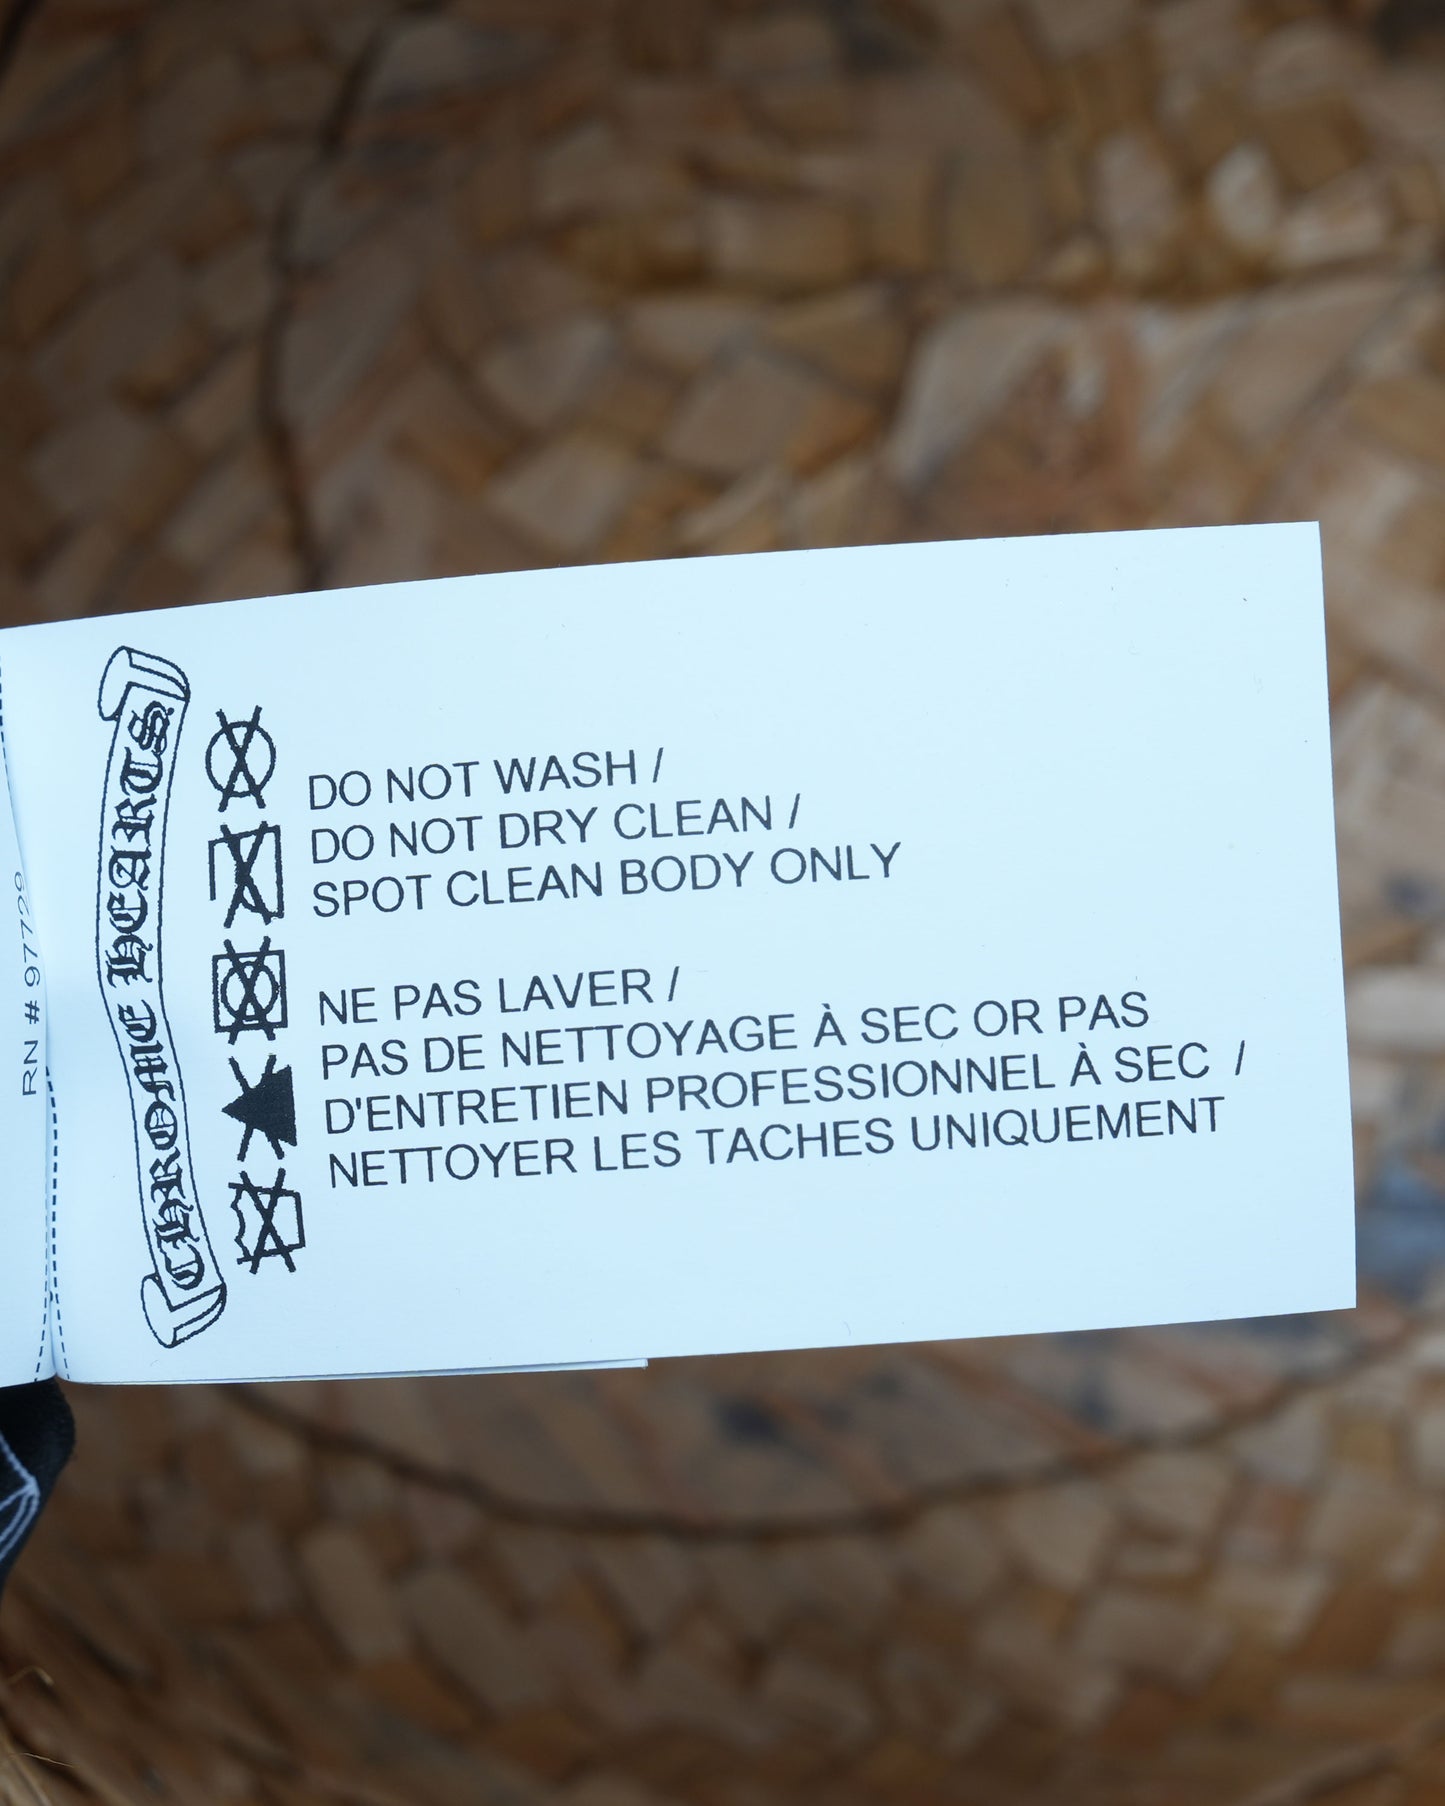 RN # 97729
CHROME HEARTS
DO NOT WASH /
DO NOT DRY CLEAN /
SPOT CLEAN BODY ONLY
NE PAS LAVER /
PAS DE NETTOYAGE À SEC OR PAS
D'ENTRETIEN PROFESSIONNEL À SEC /
NETTOYER LES TACHES UNIQUEMENT